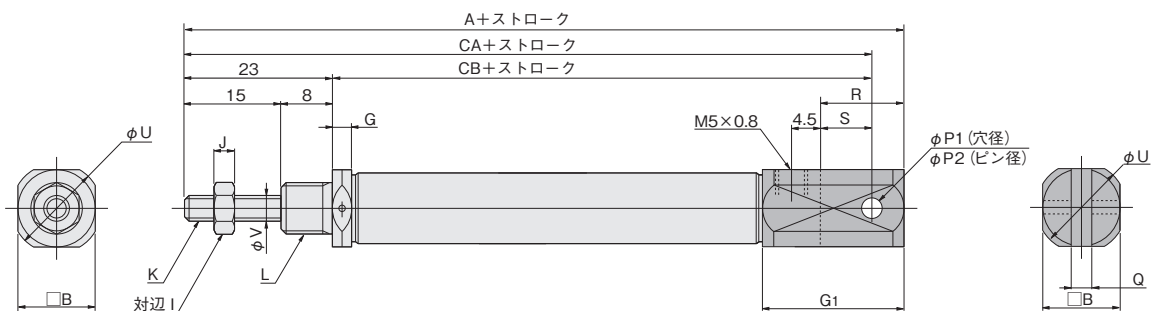 A+ストローク
CA+ストローク
23
CB+ストローク
15
8
R
G
M5×0.8
4.5
S
φU
J
φP1（穴径）
φP2（ピン径）
φU
φV
K
L
対辺 I
□B
G1
□B
Q